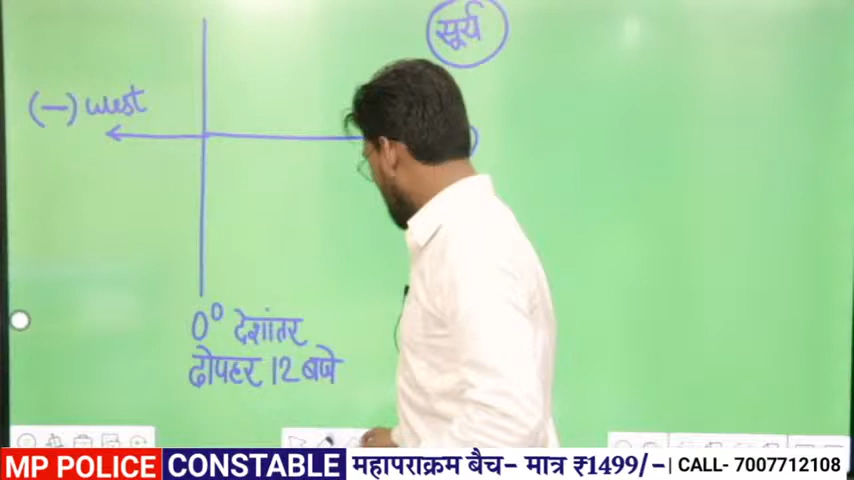 सूर्य
(–) west
0° देशांतर
दोपहर 12 बजे
MP POLICE CONSTABLE महापराक्रम बैच- मात्र ₹1499/-| CALL- 7007712108